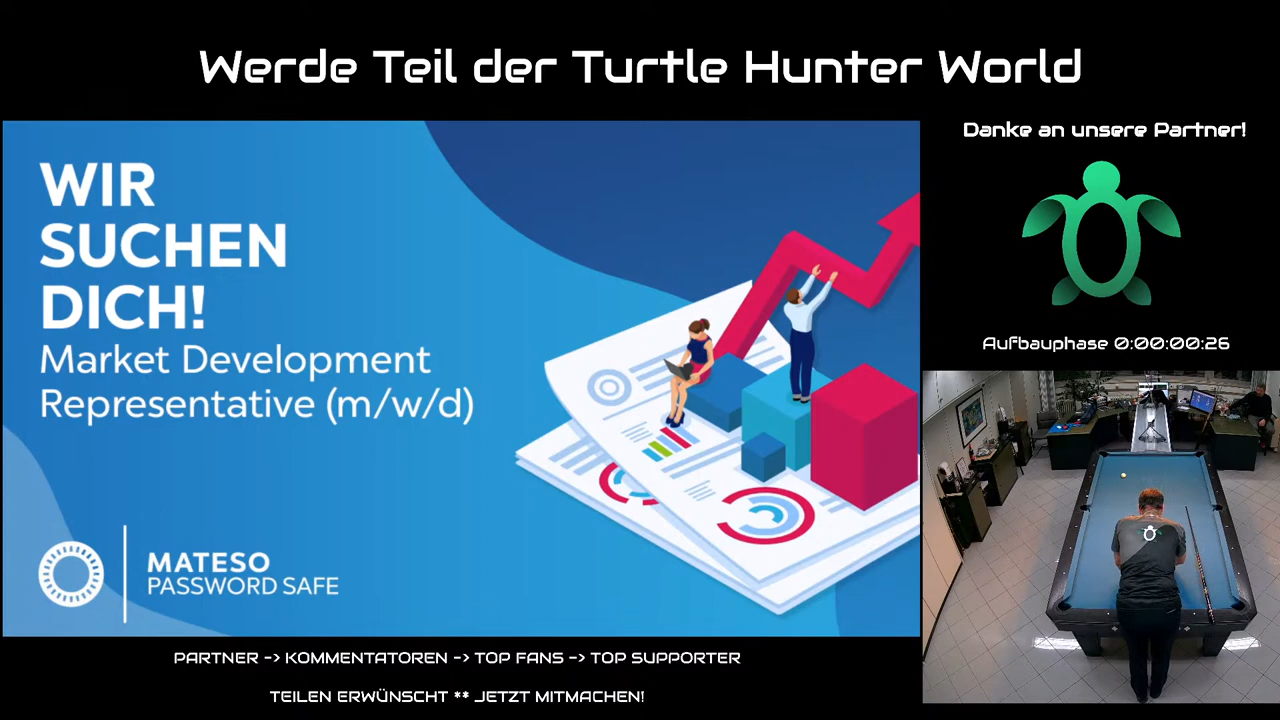 Werde Teil der Turtle Hunter World
WIR
SUCHEN
DICH!
Market Development
Representative (m/w/d)
MATESO
PASSWORD SAFE
Danke an unsere Partner!
Aufbauphase 0:00:00:26
PARTNER -> KOMMENTATOREN -> TOP FANS -> TOP SUPPORTER
TEILEN ERWÜNSCHT ** JETZT MITMACHEN!